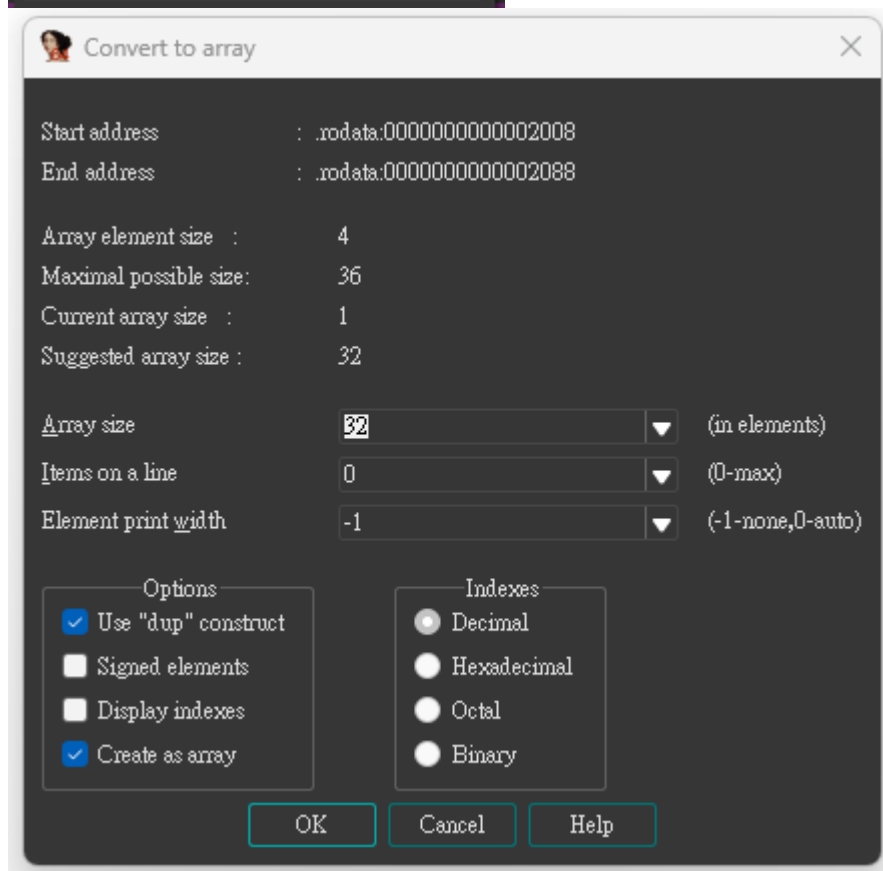 Convert to array
Start address : .rodata:0000000000002008
End address : .rodata:0000000000002088
Array element size : 4
Maximal possible size: 36
Current array size : 1
Suggested array size : 32
Array size 32 (in elements)
Items on a line 0 (0-max)
Element print width -1 (-1-none,0-auto)
Options
Use "dup" construct
Signed elements
Display indexes
Create as array
Indexes
Decimal
Hexadecimal
Octal
Binary
OK Cancel Help